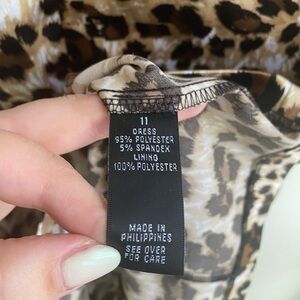 11
DRESS
95% POLYESTER
5% SPANDEX
LINING
100% POLYESTER
MADE IN
PHILIPPINES
SEE OVER
FOR CARE